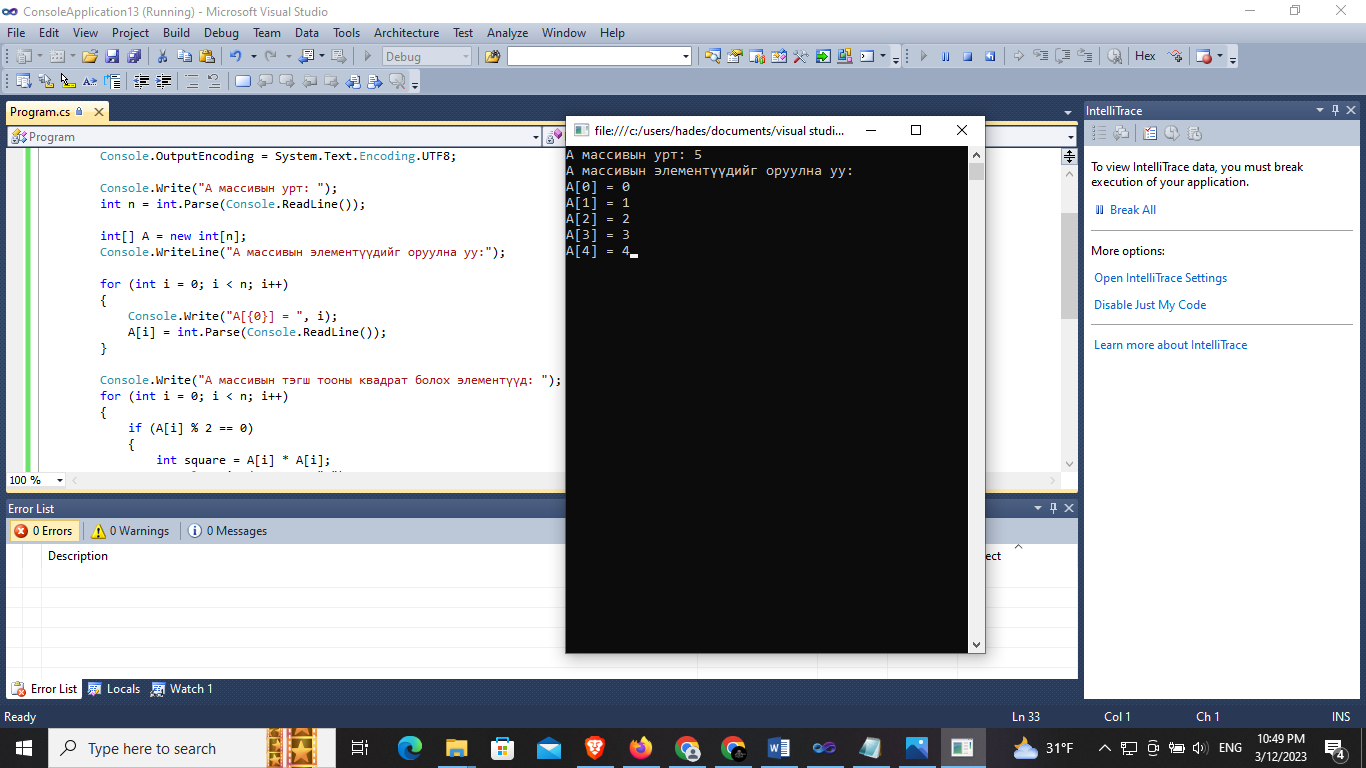 ConsoleApplication13 (Running) - Microsoft Visual Studio
File Edit View Project Build Debug Team Data Tools Architecture Test Analyze Window Help
Debug
Hex
Program.cs
Program
Console.OutputEncoding = System.Text.Encoding.UTF8;
Console.Write("А массивын урт: ");
int n = int.Parse(Console.ReadLine());
int[] A = new int[n];
Console.WriteLine("А массивын элементүүдийг оруулна уу:");
for (int i = 0; i < n; i++)
{
Console.Write("A[{0}] = ", i);
A[i] = int.Parse(Console.ReadLine());
}
Console.Write("А массивын тэгш тооны квадрат болох элементүүд: ");
for (int i = 0; i < n; i++)
{
if (A[i] % 2 == 0)
{
int square = A[i] * A[i];
100 %
file:///c:/users/hades/documents/visual studi...
А массивын урт: 5
А массивын элементүүдийг оруулна уу:
A[0] = 0
A[1] = 1
A[2] = 2
A[3] = 3
A[4] = 4
IntelliTrace
To view IntelliTrace data, you must break
execution of your application.
Break All
More options:
Open IntelliTrace Settings
Disable Just My Code
Learn more about IntelliTrace
Error List
0 Errors 0 Warnings 0 Messages
Description
ect
Error List Locals Watch 1
Ready Ln 33 Col 1 Ch 1 INS
Type here to search
31°F
ENG
10:49 PM
3/12/2023
4